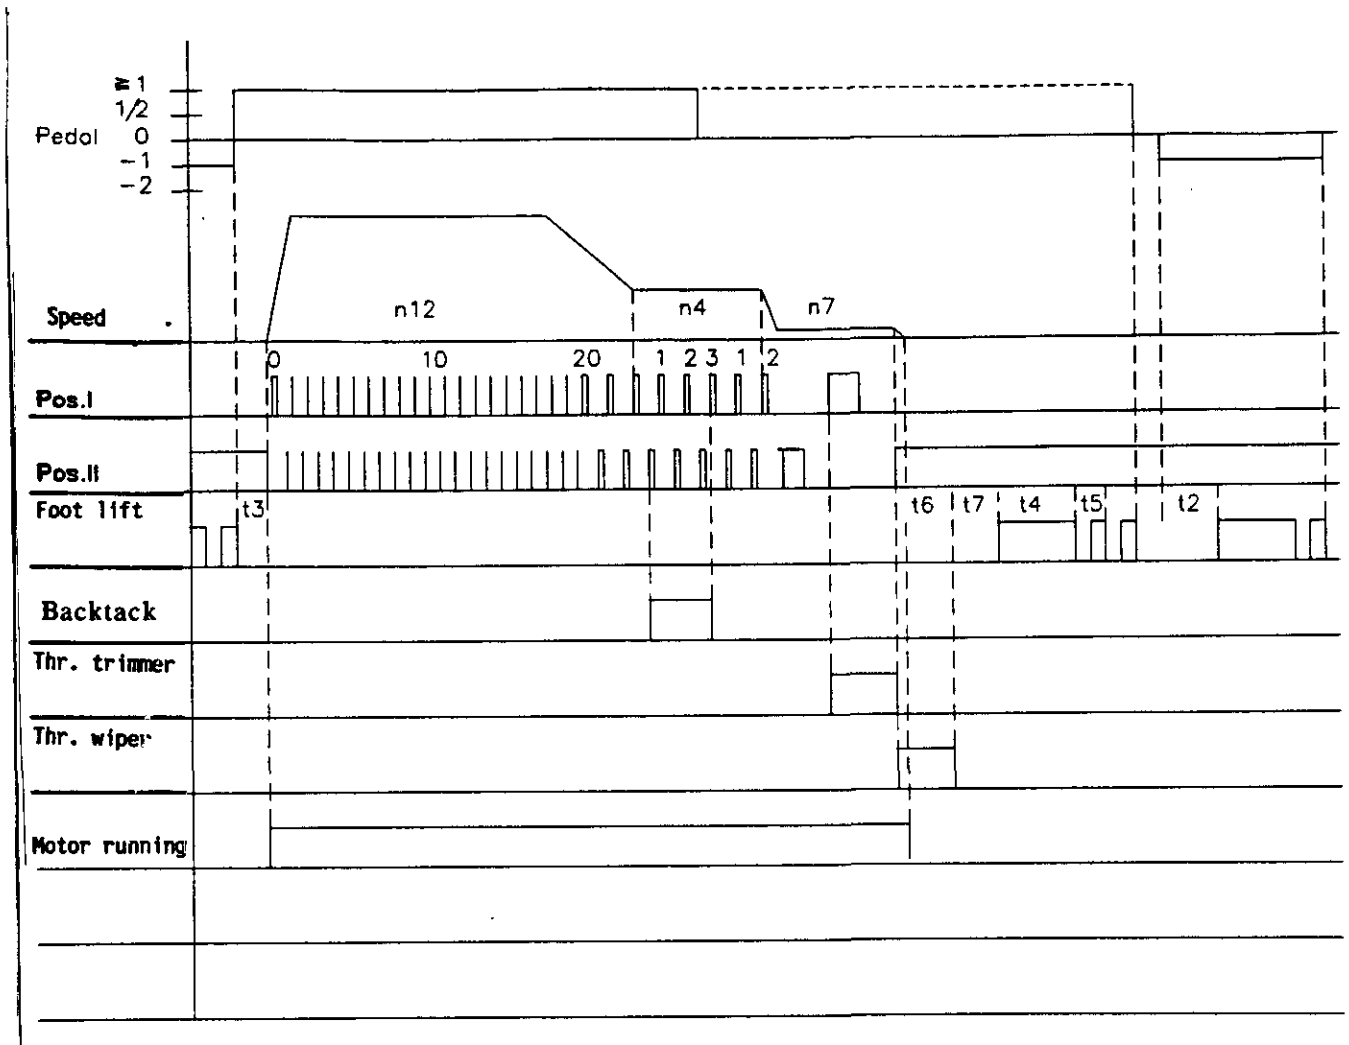 ≥ 1
1/2
Pedal 0
-1
-2
Speed n12 n4 n7
0 10 20 1 2 3 1 2
Pos.I
Pos.II
Foot lift t3 t6 t7 t4 t5 t2
Backtack
Thr. trimmer
Thr. wiper
Motor running